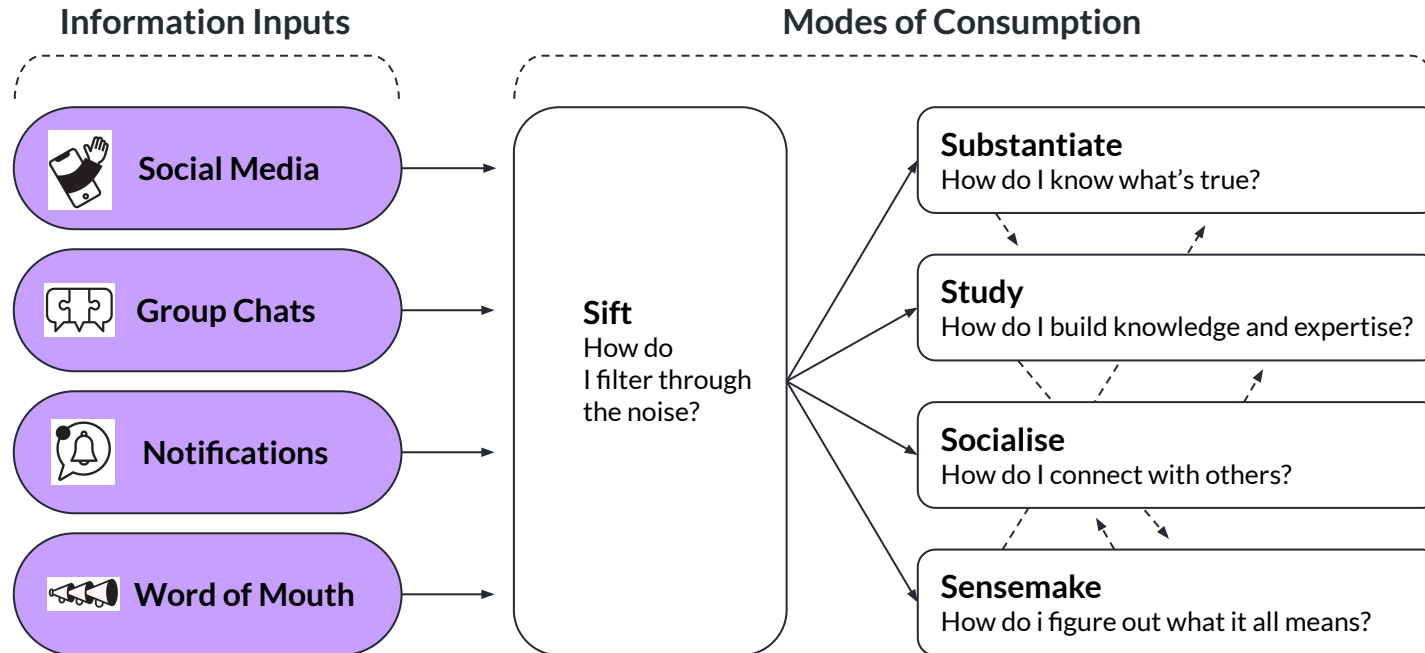 Information Inputs
Modes of Consumption
Social Media
Group Chats
Notifications
Word of Mouth
Sift
How do
I filter through
the noise?
Substantiate
How do I know what’s true?
Study
How do I build knowledge and expertise?
Socialise
How do I connect with others?
Sensemake
How do i figure out what it all means?